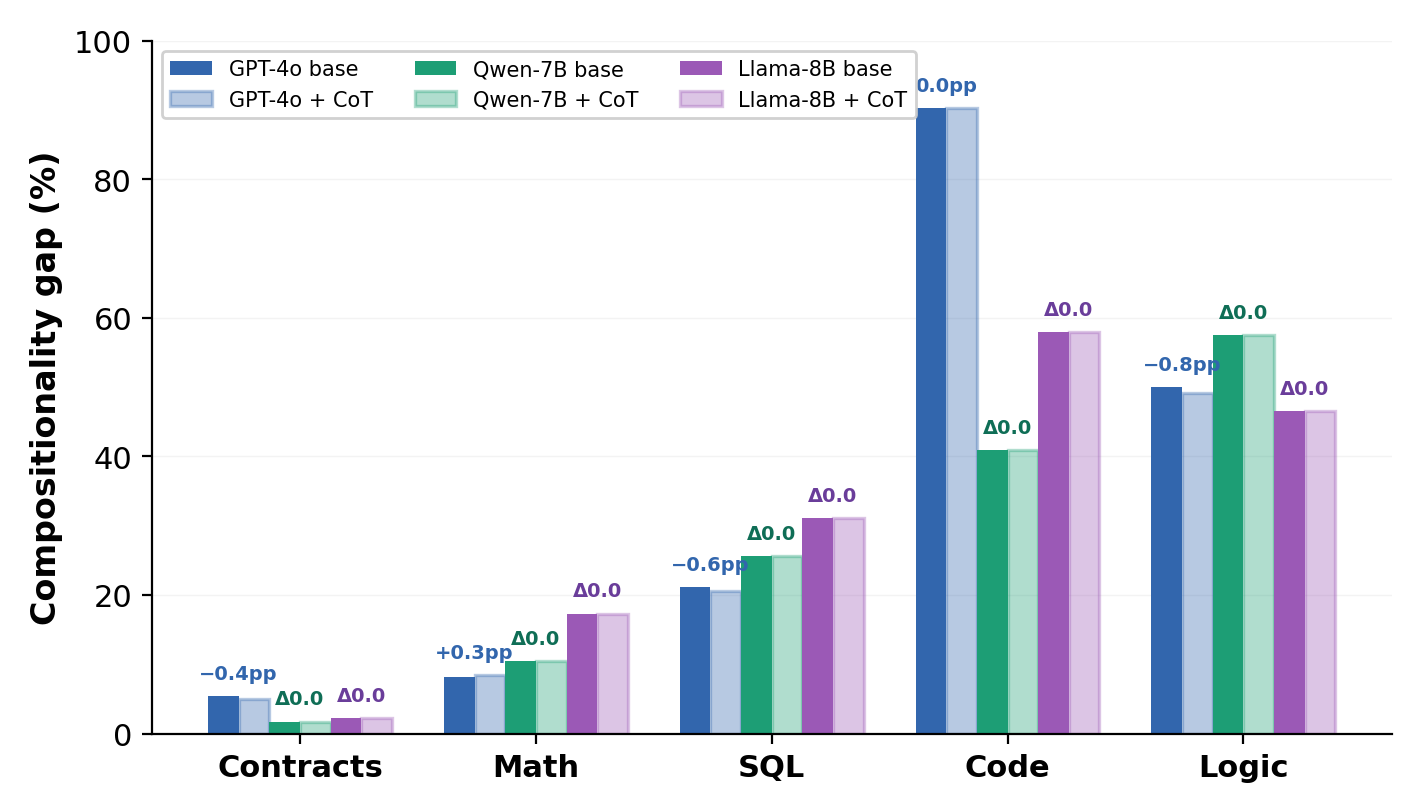 Compositionality gap (%)
100
80
60
40
20
0
GPT-4o base
Qwen-7B base
Llama-8B base
GPT-4o + CoT
Qwen-7B + CoT
Llama-8B + CoT
−0.4pp
Δ0.0
Δ0.0
+0.3pp
Δ0.0
Δ0.0
−0.6pp
Δ0.0
Δ0.0
0.0pp
Δ0.0
Δ0.0
−0.8pp
Δ0.0
Δ0.0
Contracts
Math
SQL
Code
Logic